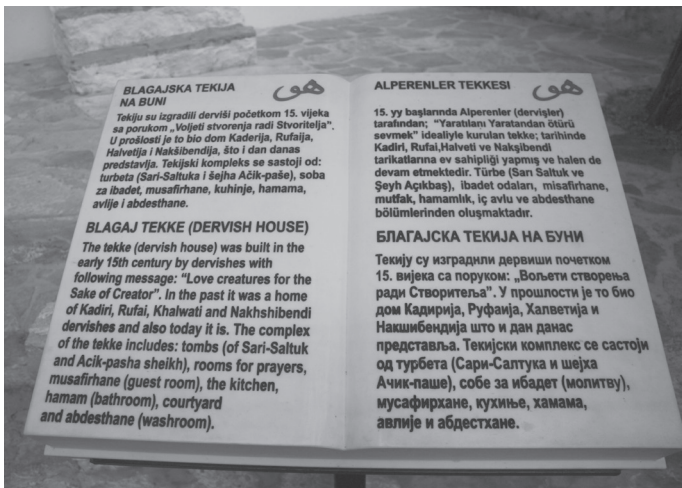 BLAGAJSKA TEKIJA
NA BUNI
هو
Tekiju su izgradili derviši početkom 15. vijeka
sa porukom „Voljeti stvorenja radi Stvoritelja”.
U prošlosti je to bio dom Kaderija, Rufaija,
Halvetija i Nakšibendija, što i dan danas
predstavlja. Tekijski kompleks se sastoji od:
turbeta (Sari-Saltuka i šejha Ačik-paše), soba
za ibadet, musafirhane, kuhinje, hamama,
avlije i abdesthane.
BLAGAJ TEKKE (DERVISH HOUSE)
The tekke (dervish house) was built in the
early 15th century by dervishes with
following message: “Love creatures for the
Sake of Creator”. In the past it was a home
of Kadiri, Rufai, Khalwati and Nakhshibendi
dervishes and also today it is. The complex
of the tekke includes: tombs (of Sari-Saltuk
and Acik-pasha sheikh), rooms for prayers,
musafirhane (guest room), the kitchen,
hamam (bathroom), courtyard
and abdesthane (washroom).
ALPERENLER TEKKESI
هو
15. yy başlarında Alperenler (dervişler)
tarafından; “Yaratılanı Yaratandan ötürü
sevmek” idealiyle kurulan tekke; tarihinde
Kadiri, Rufai,Halveti ve Nakşibendi
tarikatlarına ev sahipliği yapmış ve halen de
devam etmektedir. Türbe (Sarı Saltuk ve
Şeyh Açıkbaş), ibadet odaları, misafirhane,
mutfak, hamamlık, iç avlu ve abdesthane
bölümlerinden oluşmaktadır.
БЛАГАЈСКА ТЕКИЈА НА БУНИ
Текију су изградили дервиши почетком
15. вијека са поруком: „Вољети створења
ради Створитеља”. У прошлости је то био
дом Кадирија, Руфаија, Халветија и
Накшибендија што и дан данас
представља. Текијски комплекс се састоји
од турбета (Сари-Салтука и шејха
Ачик-паше), собе за ибадет (молитву),
мусафирхане, кухиње, хамама,
авлије и абдестхане.